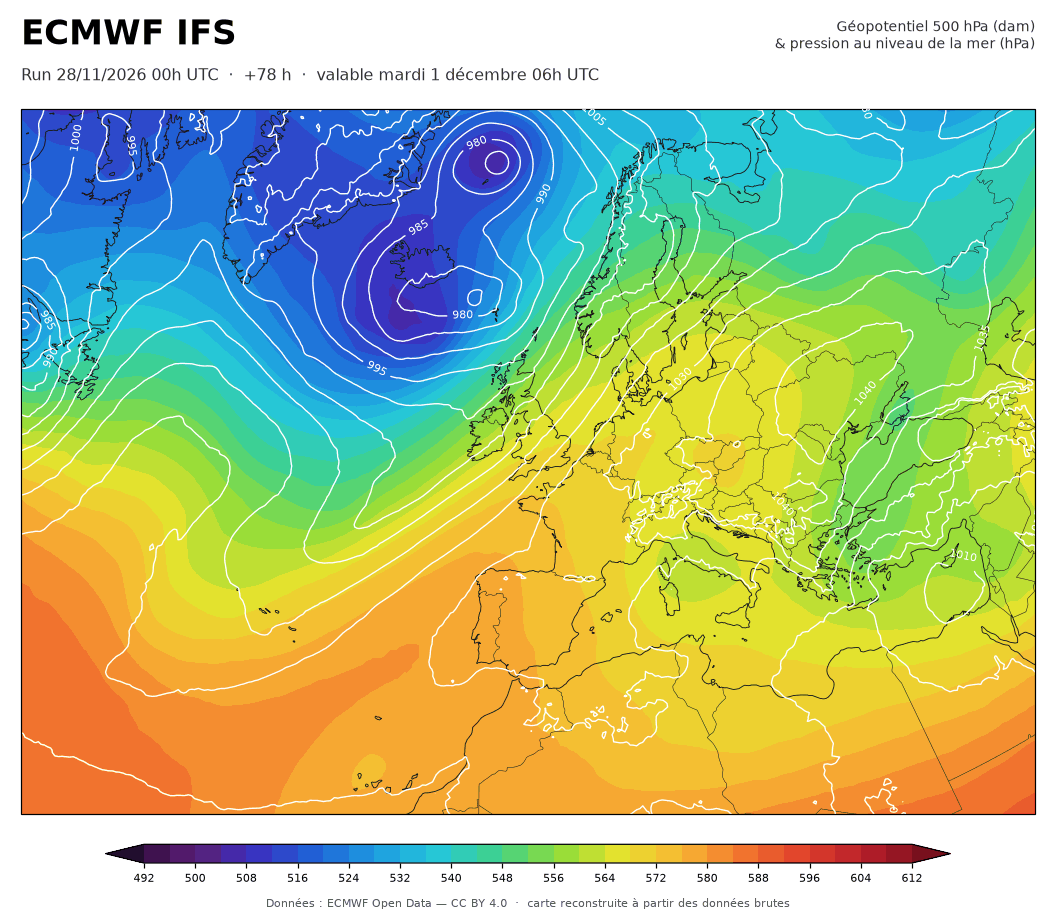 ECMWF IFS
Géopotentiel 500 hPa (dam)
& pression au niveau de la mer (hPa)
Run 28/11/2026 00h UTC · +78 h · valable mardi 1 décembre 06h UTC
1000
995
980
1005
990
985
980
985
990
995
1030
1035
1040
1040
1010
492 500 508 516 524 532 540 548 556 564 572 580 588 596 604 612
Données : ECMWF Open Data — CC BY 4.0 · carte reconstruite à partir des données brutes